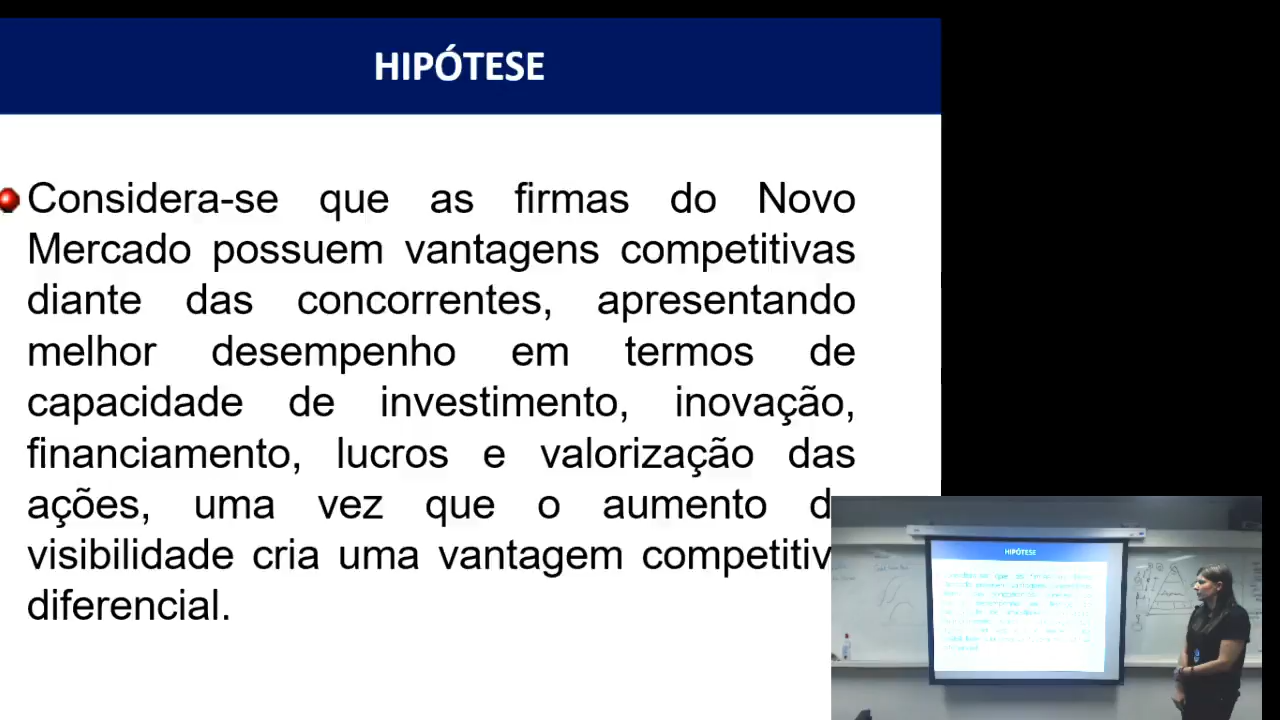 HIPÓTESE
Considera-se que as firmas do Novo
Mercado possuem vantagens competitivas
diante das concorrentes, apresentando
melhor desempenho em termos de
capacidade de investimento, inovação,
financiamento, lucros e valorização das
ações, uma vez que o aumento
visibilidade cria uma vantagem
diferencial.
HIPÓTESE